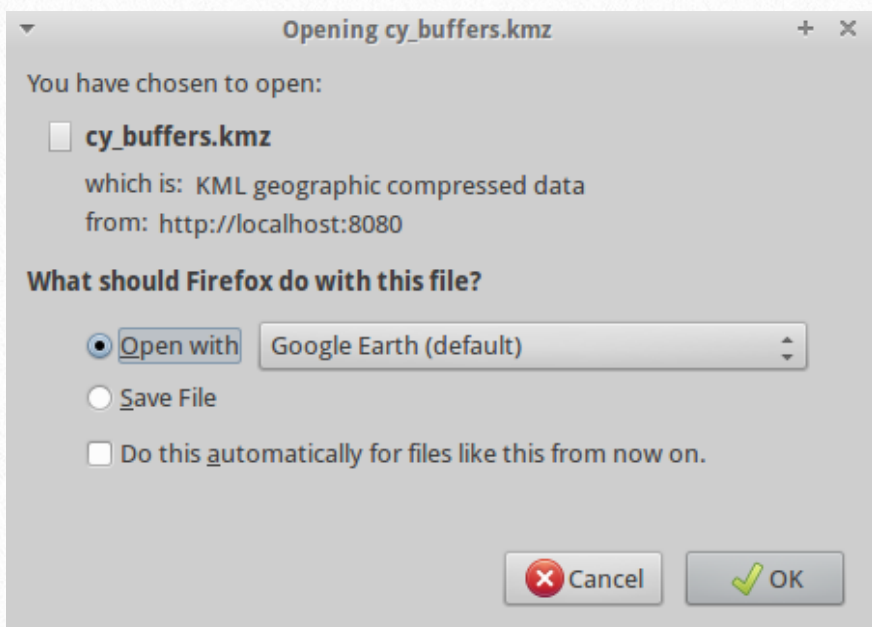 Opening cy_buffers.kmz
You have chosen to open:
cy_buffers.kmz
which is: KML geographic compressed data
from: http://localhost:8080
What should Firefox do with this file?
Open with Google Earth (default)
Save File
Do this automatically for files like this from now on.
Cancel OK